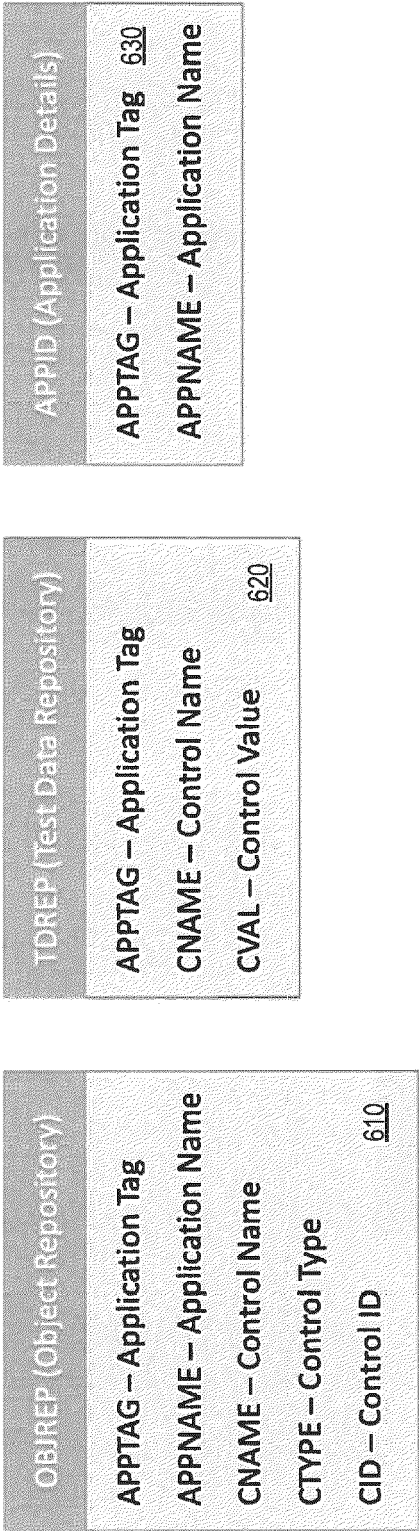 OBJREP (Object Repository)
APPTAG – Application Tag
APPNAME – Application Name
CNAME – Control Name
CTYPE – Control Type
CID – Control ID
610
TDREP (Test Data Repository)
APPTAG – Application Tag
CNAME – Control Name
CVAL – Control Value
620
APPID (Application Details)
APPTAG – Application Tag
630
APPNAME – Application Name